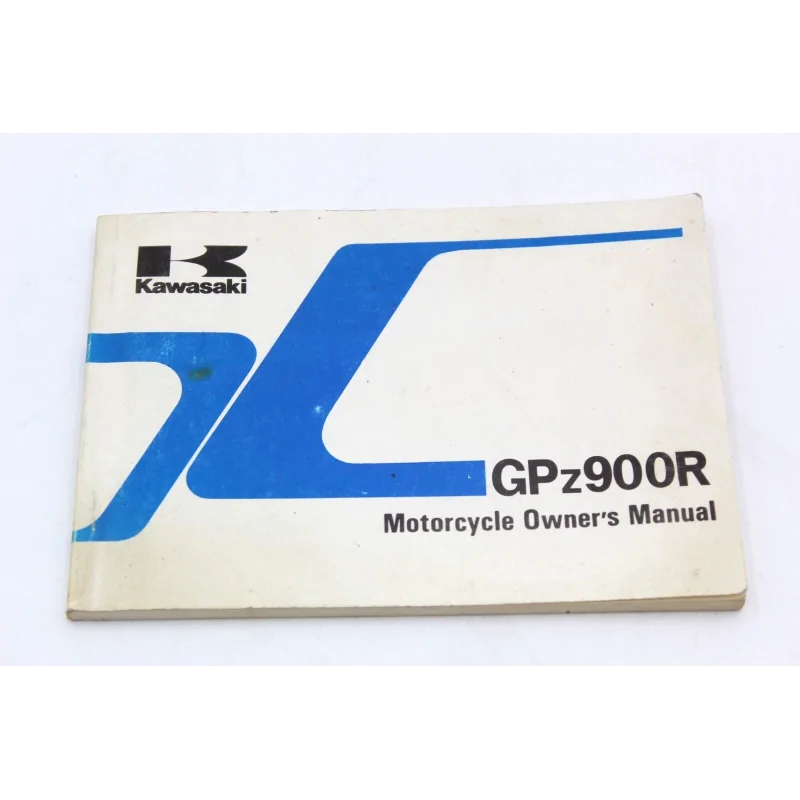 Kawasaki
GPz900R
Motorcycle Owner's Manual